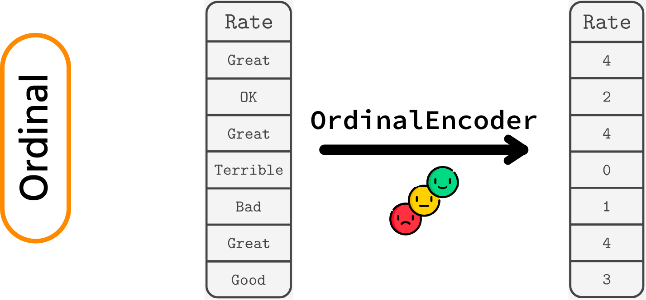 Ordinal
Rate
Great
OK
Great
Terrible
Bad
Great
Good
OrdinalEncoder
Rate
4
2
4
0
1
4
3